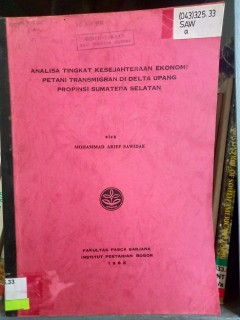 (043)325.33
SAW
a
ANALISA TINGKAT KESEJAHTERAAN EKONOMI
PETANI TRANSMIGRAN DI DELTA UPANG
PROPINSI SUMATERA SELATAN
oleh
MOHAMMAD ARIEF SAWIDAK
FAKULTAS PASCA SARJANA
INSTITUT PERTANIAN BOGOR
.33